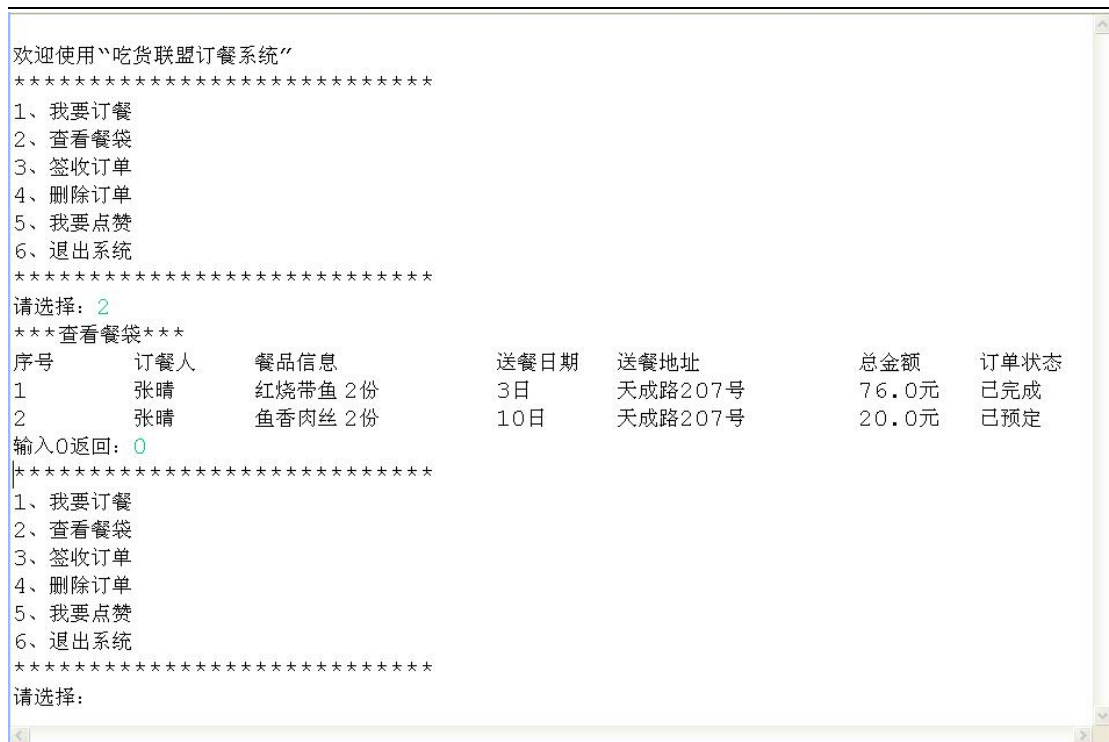 欢迎使用“吃货联盟订餐系统”
****************************
1、我要订餐
2、查看餐袋
3、签收订单
4、删除订单
5、我要点赞
6、退出系统
****************************
请选择：2
***查看餐袋***
序号 订餐人 餐品信息 送餐日期 送餐地址 总金额 订单状态
1 张晴 红烧带鱼 2份 3日 天成路207号 76.0元 已完成
2 张晴 鱼香肉丝 2份 10日 天成路207号 20.0元 已预定
输入0返回：0
****************************
1、我要订餐
2、查看餐袋
3、签收订单
4、删除订单
5、我要点赞
6、退出系统
****************************
请选择：